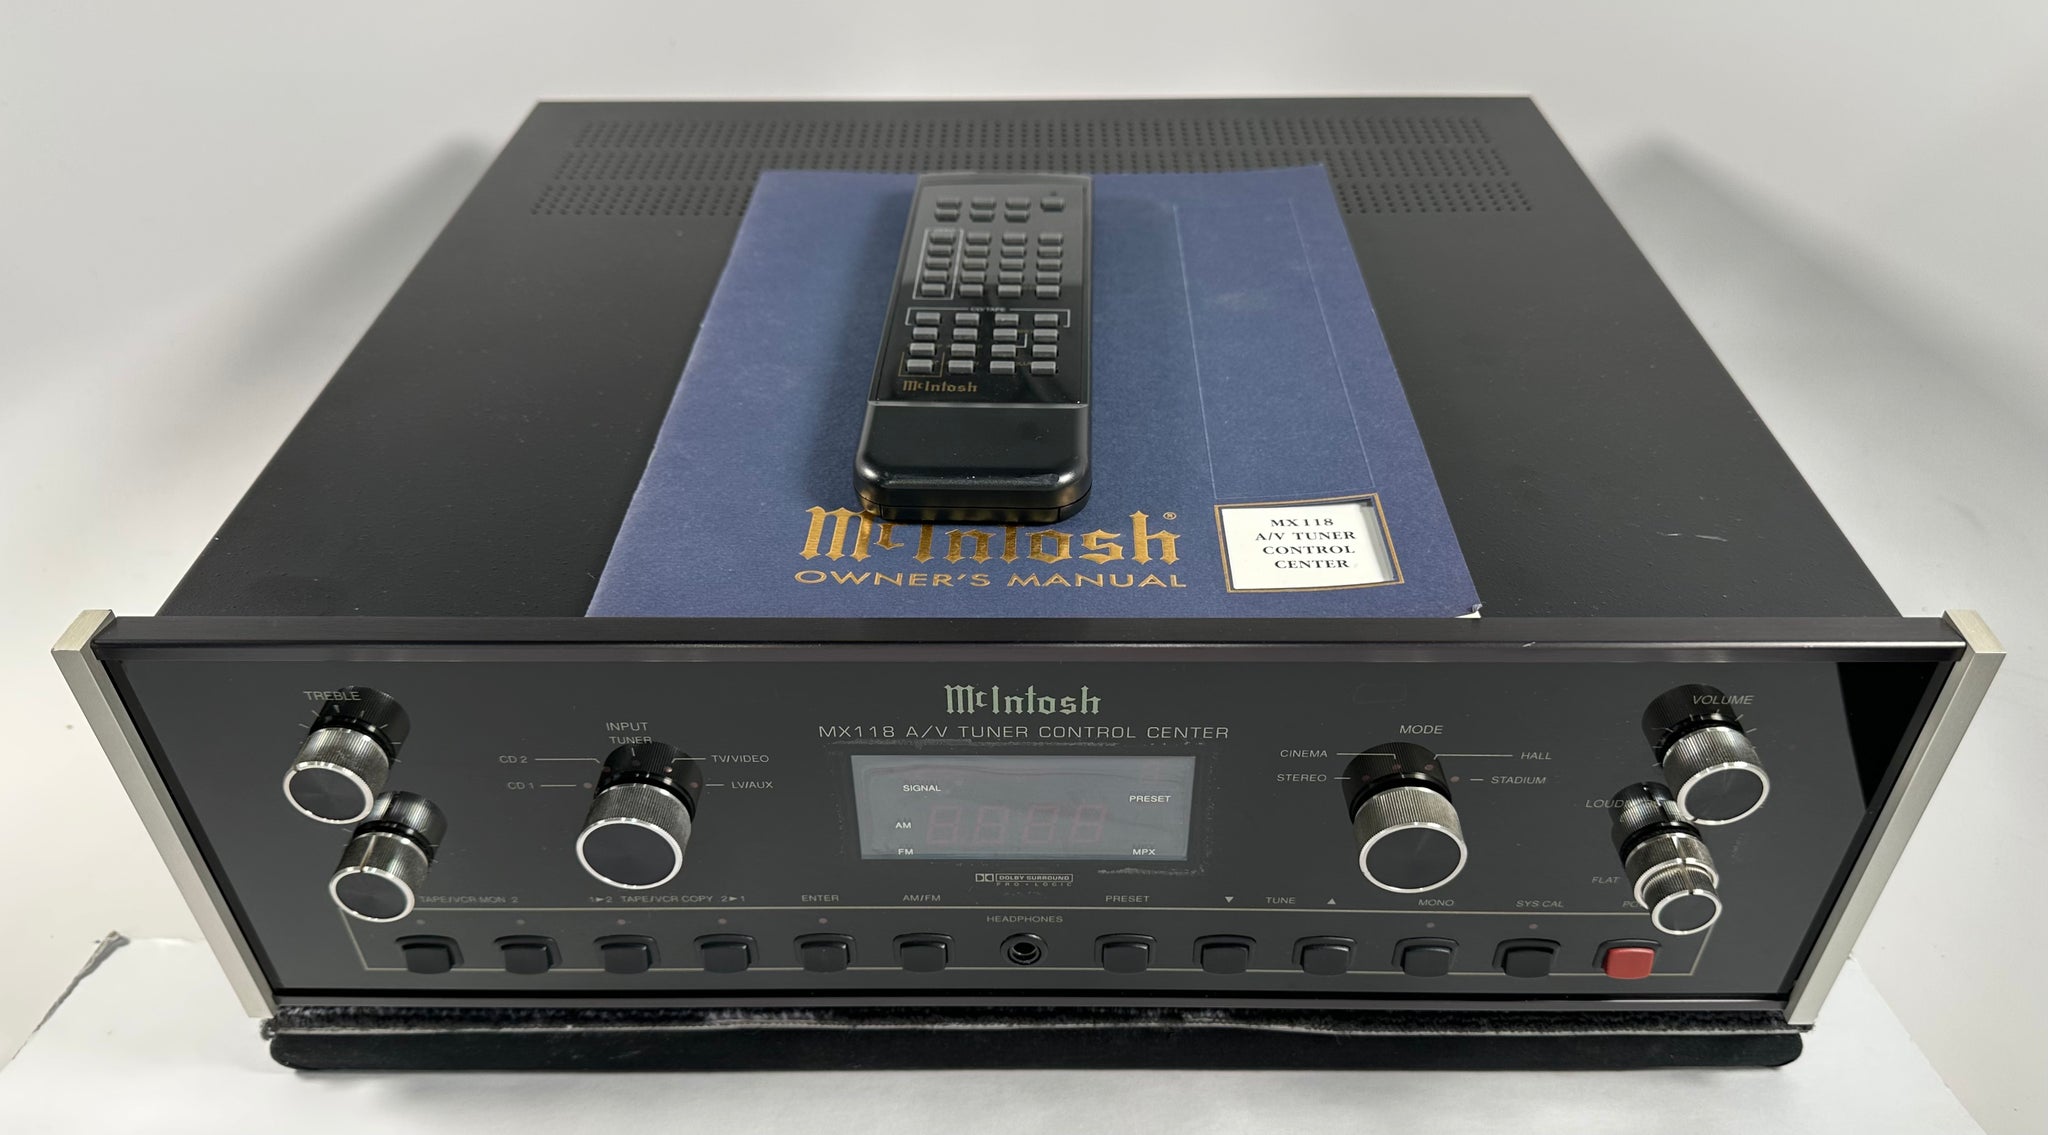 CD/TAPE
McIntosh
McIntosh®
OWNER'S MANUAL
MX118
A/V TUNER
CONTROL
CENTER
McIntosh
MX118 A/V TUNER CONTROL CENTER
TREBLE
INPUT
TUNER
CD 2
TV/VIDEO
CD 1
LV/AUX
SIGNAL
PRESET
AM
FM
MPX
DOLBY SURROUND
PRO • LOGIC
MODE
CINEMA
HALL
STEREO
STADIUM
VOLUME
FLAT
TAPE/VCR MON 2
1►2 TAPE/VCR COPY 2►1
ENTER
AM/FM
HEADPHONES
PRESET
▼ TUNE ▲
MONO
SYS CAL